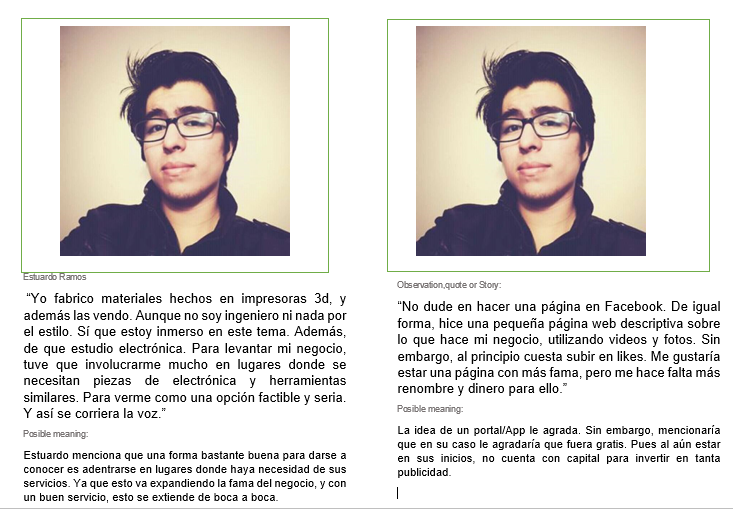 Estuardo Ramos
“Yo fabrico materiales hechos en impresoras 3d, y
además las vendo. Aunque no soy ingeniero ni nada por
el estilo. Sí que estoy inmerso en este tema. Además,
de que estudio electrónica. Para levantar mi negocio,
tuve que involucrarme mucho en lugares donde se
necesitan piezas de electrónica y herramientas
similares. Para verme como una opción factible y seria.
Y así se corriera la voz.”
Posible meaning:
Estuardo menciona que una forma bastante buena para darse a
conocer es adentrarse en lugares donde haya necesidad de sus
servicios. Ya que esto va expandiendo la fama del negocio, y con
un buen servicio, esto se extiende de boca a boca.
Observation,quote or Story:
“No dude en hacer una página en Facebook. De igual
forma, hice una pequeña página web descriptiva sobre
lo que hace mi negocio, utilizando videos y fotos. Sin
embargo, al principio cuesta subir en likes. Me gustaría
estar una página con más fama, pero me hace falta más
renombre y dinero para ello.”
Posible meaning:
La idea de un portal/App le agrada. Sin embargo, mencionaría
que en su caso le agradaría que fuera gratis. Pues al aún estar
en sus inicios, no cuenta con capital para invertir en tanta
publicidad.